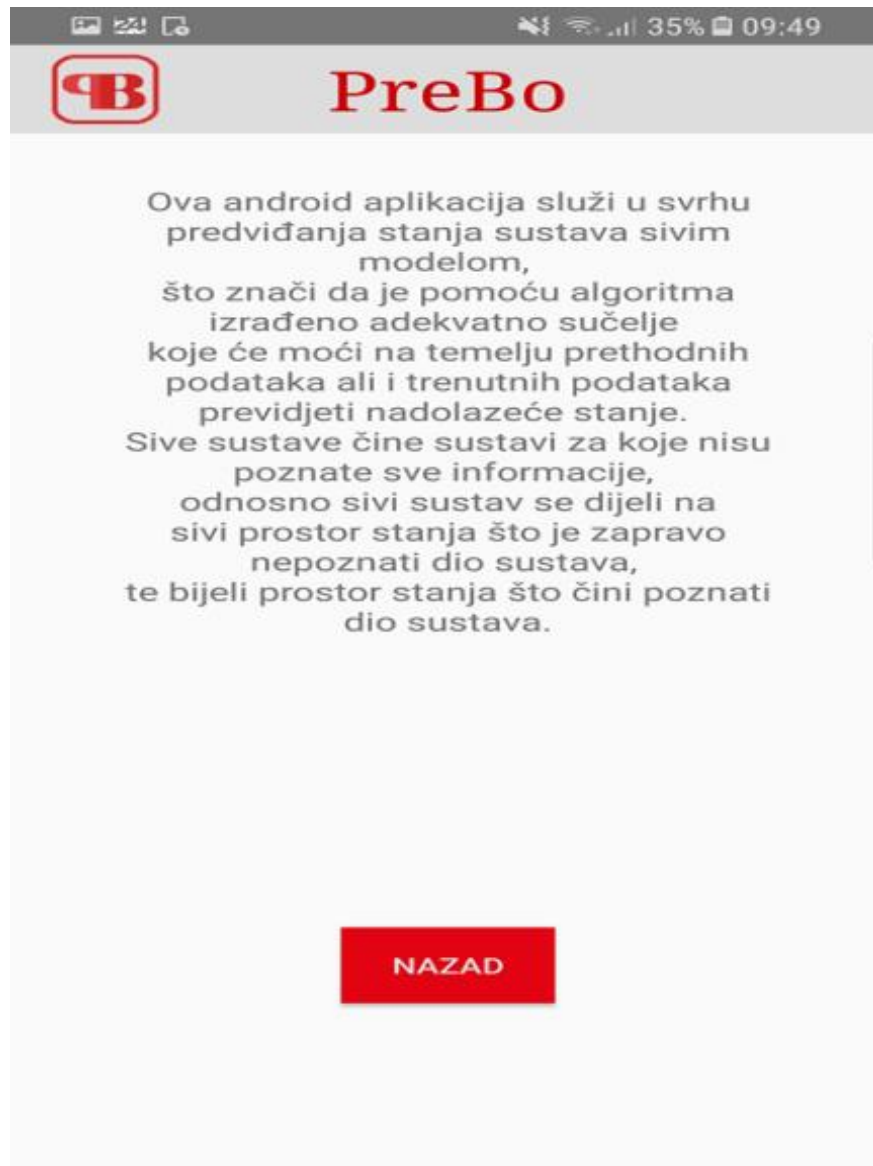 35% 09:49
PB PreBo
Ova android aplikacija služi u svrhu
predviđanja stanja sustava sivim
modelom,
što znači da je pomoću algoritma
izrađeno adekvatno sučelje
koje će moći na temelju prethodnih
podataka ali i trenutnih podataka
previdjeti nadolazeće stanje.
Sive sustave čine sustavi za koje nisu
poznate sve informacije,
odnosno sivi sustav se dijeli na
sivi prostor stanja što je zapravo
nepoznati dio sustava,
te bijeli prostor stanja što čini poznati
dio sustava.
NAZAD